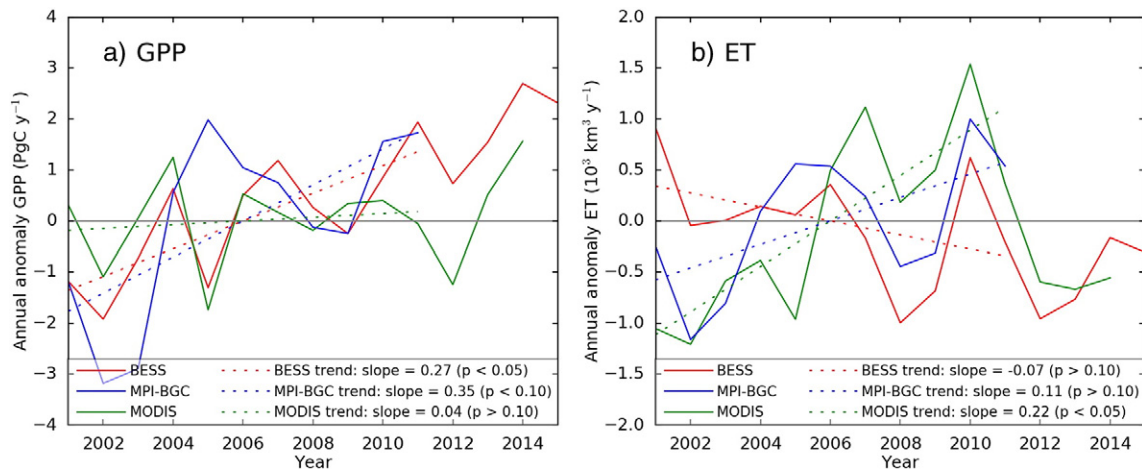 a) GPP
Annual anomaly GPP (PgC y⁻¹)
4
3
2
1
0
−1
−2
−3
−4
BESS
MPI-BGC
MODIS
BESS trend: slope = 0.27 (p < 0.05)
MPI-BGC trend: slope = 0.35 (p < 0.10)
MODIS trend: slope = 0.04 (p > 0.10)
2002 2004 2006 2008 2010 2012 2014
Year
b) ET
Annual anomaly ET (10³ km³ y⁻¹)
2.0
1.5
1.0
0.5
0.0
−0.5
−1.0
−1.5
−2.0
BESS
MPI-BGC
MODIS
BESS trend: slope = -0.07 (p > 0.10)
MPI-BGC trend: slope = 0.11 (p > 0.10)
MODIS trend: slope = 0.22 (p < 0.05)
2002 2004 2006 2008 2010 2012 2014
Year